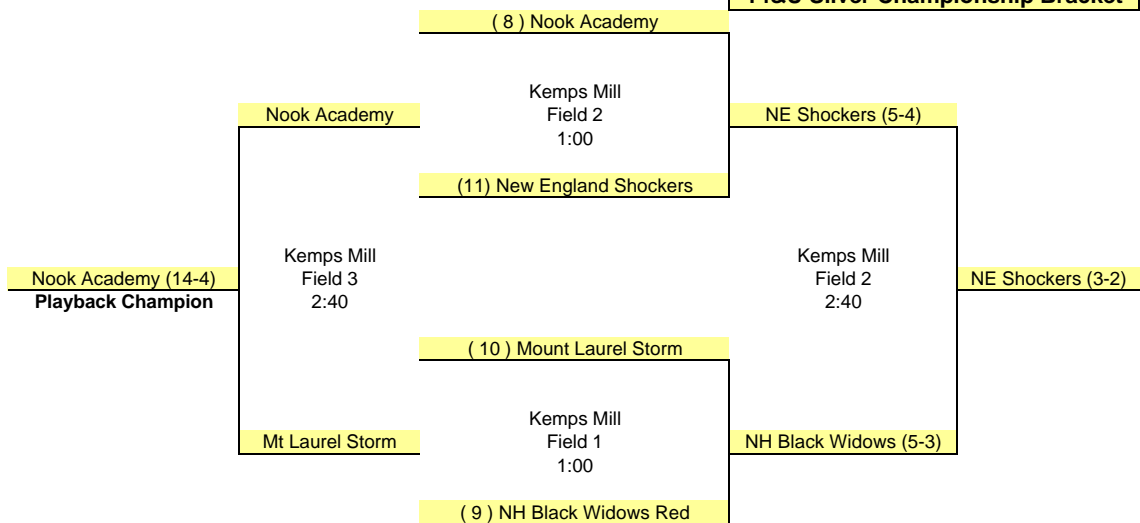 Silver Championship Bracket
( 8 ) Nook Academy
Kemps Mill
Nook Academy
Field 2
NE Shockers (5-4)
1:00
(11) New England Shockers
Kemps Mill
Kemps Mill
Nook Academy (14-4)
Field 3
Field 2
NE Shockers (3-2)
Playback Champion
2:40
2:40
( 10 ) Mount Laurel Storm
Kemps Mill
Mt Laurel Storm
Field 1
NH Black Widows (5-3)
1:00
( 9 ) NH Black Widows Red